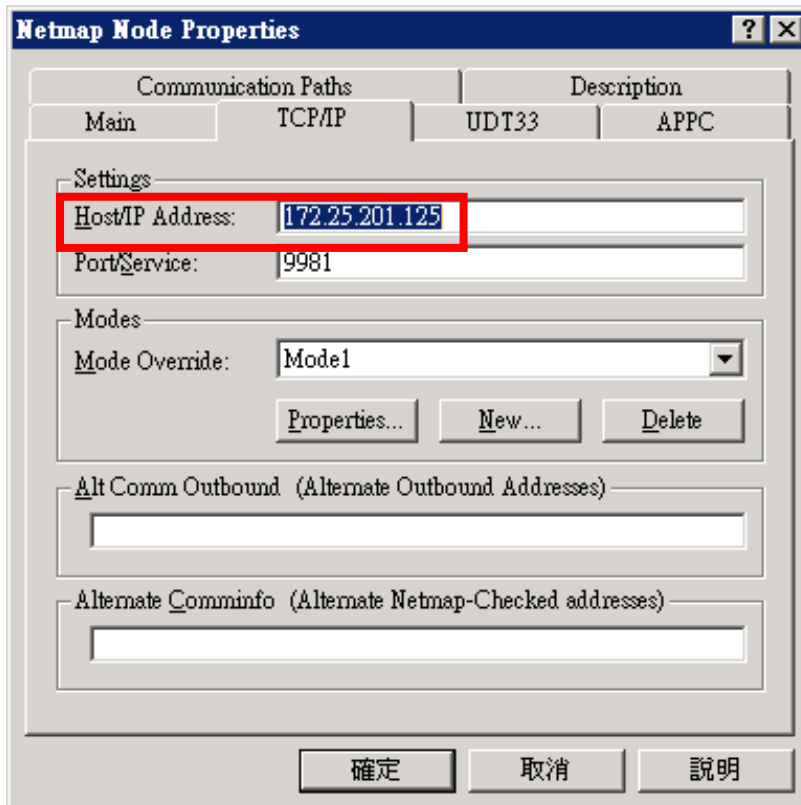 Netmap Node Properties
Communication Paths Description
Main TCP/IP UDT33 APPC
Settings
Host/IP Address: 172.25.201.125
Port/Service: 9981
Modes
Mode Override: Mode1
Properties... New... Delete
Alt Comm Outbound (Alternate Outbound Addresses)
Alternate Comminfo (Alternate Netmap-Checked addresses)
確定 取消 說明